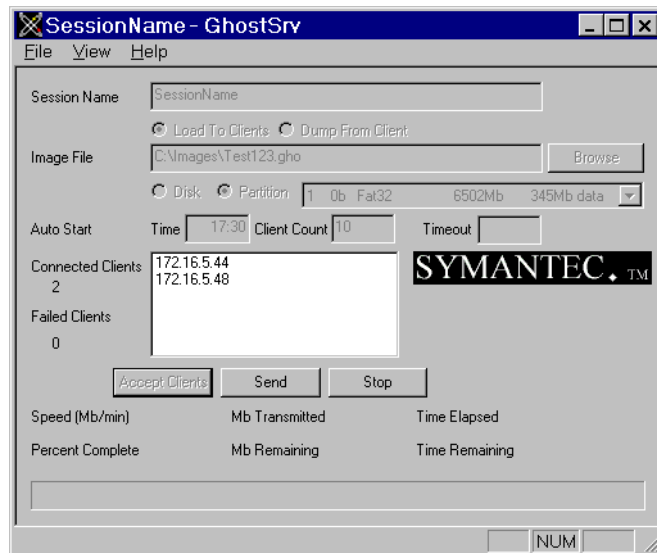 SessionName - GhostSrv
File View Help
Session Name SessionName
Load To Clients Dump From Client
Image File C:\Images\Test123.gho Browse
Disk Partition 1 0b Fat32 6502Mb 345Mb data
Auto Start Time 17:30 Client Count 10 Timeout
Connected Clients 172.16.5.44 SYMANTEC. TM
2 172.16.5.48
Failed Clients
0
Accept Clients Send Stop
Speed (Mb/min) Mb Transmitted Time Elapsed
Percent Complete Mb Remaining Time Remaining
NUM